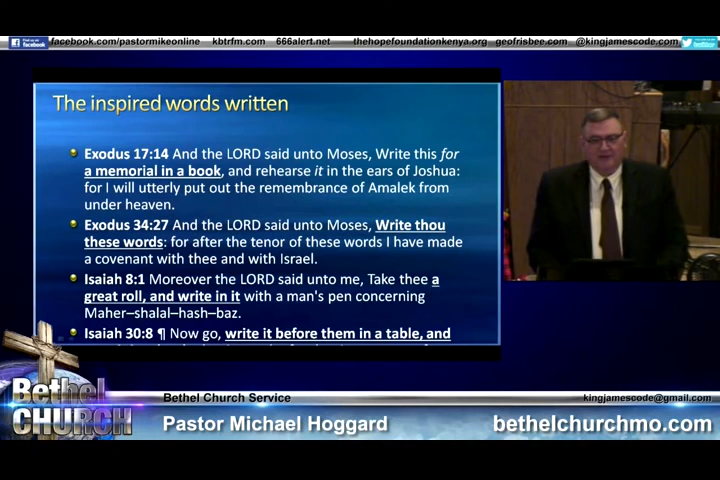 Find us on
facebook
facebook.com/pastormikeonline kbtrfm.com 666alert.net thehopefoundationkenya.org geofrisbee.com @kingjamescode.com
The inspired words written
Exodus 17:14 And the LORD said unto Moses, Write this for
a memorial in a book, and rehearse it in the ears of Joshua:
for I will utterly put out the remembrance of Amalek from
under heaven.
Exodus 34:27 And the LORD said unto Moses, Write thou
these words: for after the tenor of these words I have made
a covenant with thee and with Israel.
Isaiah 8:1 Moreover the LORD said unto me, Take thee a
great roll, and write in it with a man's pen concerning
Maher–shalal–hash–baz.
Isaiah 30:8 ¶ Now go, write it before them in a table, and
Bethel
CHURCH
Bethel Church Service kingjamescode@gmail.com
Pastor Michael Hoggard bethelchurchmo.com